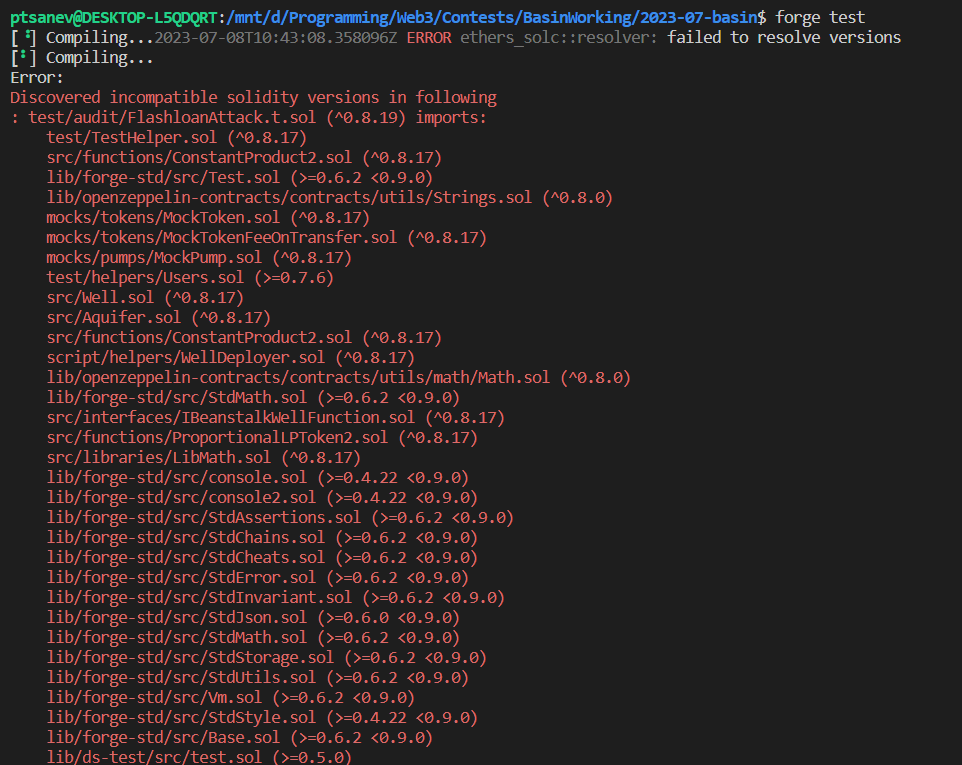 ptsanev@DESKTOP-L5QDQRT:/mnt/d/Programming/Web3/Contests/BasinWorking/2023-07-basin$ forge test
[⠃] Compiling...2023-07-08T10:43:08.358096Z ERROR ethers_solc::resolver: failed to resolve versions
[⠃] Compiling...
Error:
Discovered incompatible solidity versions in following
: test/audit/FlashloanAttack.t.sol (^0.8.19) imports:
    test/TestHelper.sol (^0.8.17)
    src/functions/ConstantProduct2.sol (^0.8.17)
    lib/forge-std/src/Test.sol (>=0.6.2 <0.9.0)
    lib/openzeppelin-contracts/contracts/utils/Strings.sol (^0.8.0)
    mocks/tokens/MockToken.sol (^0.8.17)
    mocks/tokens/MockTokenFeeOnTransfer.sol (^0.8.17)
    mocks/pumps/MockPump.sol (^0.8.17)
    test/helpers/Users.sol (>=0.7.6)
    src/Well.sol (^0.8.17)
    src/Aquifer.sol (^0.8.17)
    src/functions/ConstantProduct2.sol (^0.8.17)
    script/helpers/WellDeployer.sol (^0.8.17)
    lib/openzeppelin-contracts/contracts/utils/math/Math.sol (^0.8.0)
    lib/forge-std/src/StdMath.sol (>=0.6.2 <0.9.0)
    src/interfaces/IBeanstalkWellFunction.sol (^0.8.17)
    src/functions/ProportionalLPToken2.sol (^0.8.17)
    src/libraries/LibMath.sol (^0.8.17)
    lib/forge-std/src/console.sol (>=0.4.22 <0.9.0)
    lib/forge-std/src/console2.sol (>=0.4.22 <0.9.0)
    lib/forge-std/src/StdAssertions.sol (>=0.6.2 <0.9.0)
    lib/forge-std/src/StdChains.sol (>=0.6.2 <0.9.0)
    lib/forge-std/src/StdCheats.sol (>=0.6.2 <0.9.0)
    lib/forge-std/src/StdError.sol (>=0.6.2 <0.9.0)
    lib/forge-std/src/StdInvariant.sol (>=0.6.2 <0.9.0)
    lib/forge-std/src/StdJson.sol (>=0.6.0 <0.9.0)
    lib/forge-std/src/StdMath.sol (>=0.6.2 <0.9.0)
    lib/forge-std/src/StdStorage.sol (>=0.6.2 <0.9.0)
    lib/forge-std/src/StdUtils.sol (>=0.6.2 <0.9.0)
    lib/forge-std/src/Vm.sol (>=0.6.2 <0.9.0)
    lib/forge-std/src/StdStyle.sol (>=0.4.22 <0.9.0)
    lib/forge-std/src/Base.sol (>=0.6.2 <0.9.0)
    lib/ds-test/src/test.sol (>=0.5.0)